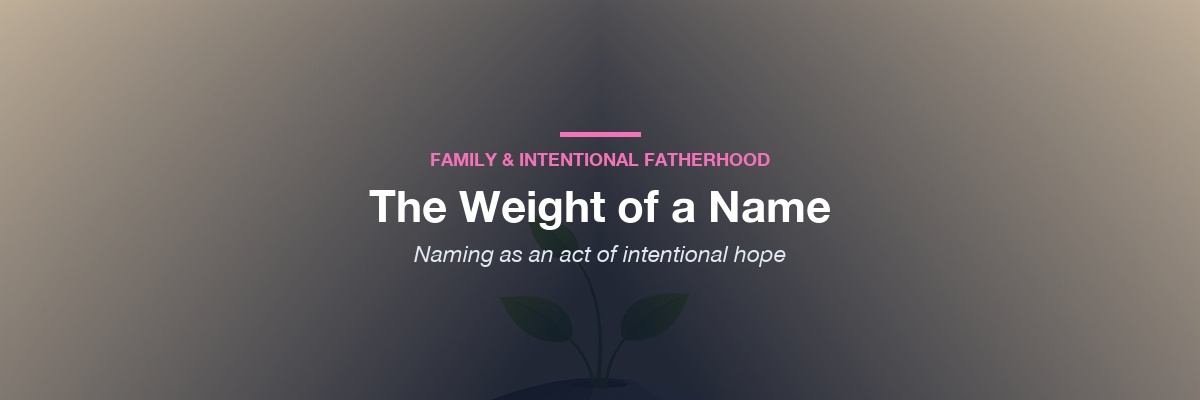 FAMILY & INTENTIONAL FATHERHOOD
The Weight of a Name
Naming as an act of intentional hope